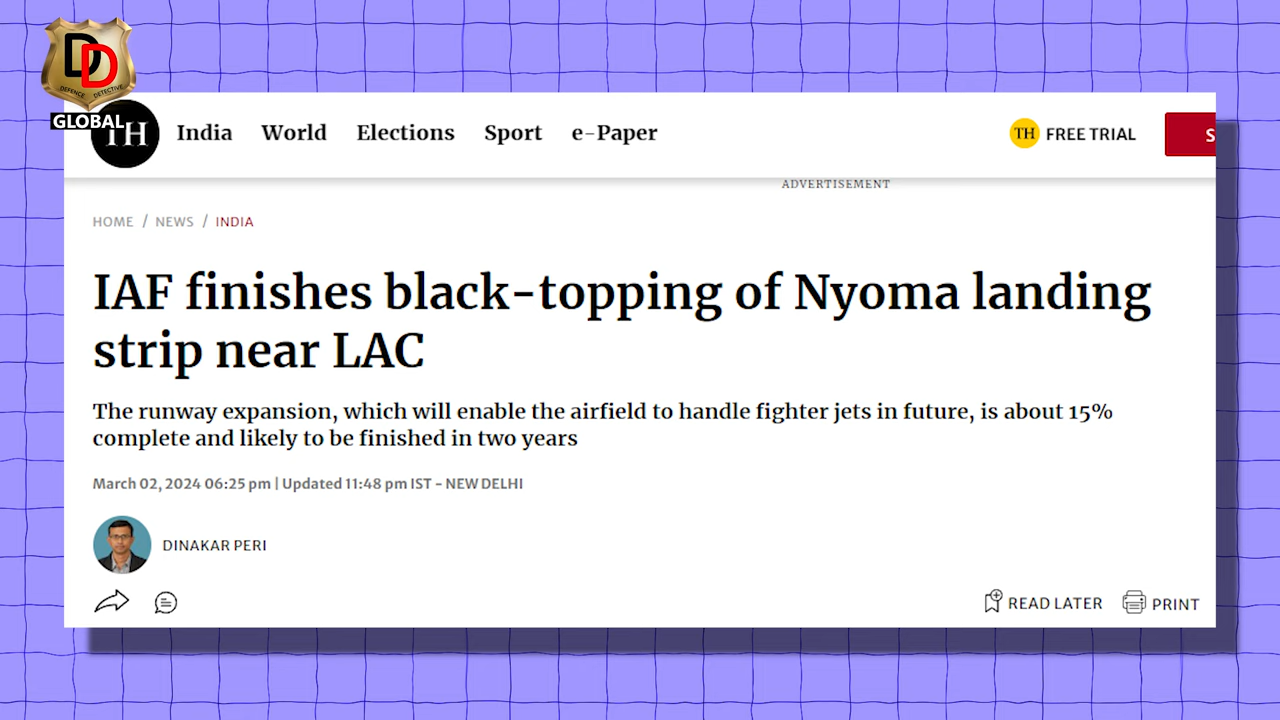 DD
DEFENCE DETECTIVE
GLOBAL
TH
India World Elections Sport e-Paper
TH FREE TRIAL
S
ADVERTISEMENT
HOME / NEWS / INDIA
IAF finishes black-topping of Nyoma landing
strip near LAC
The runway expansion, which will enable the airfield to handle fighter jets in future, is about 15%
complete and likely to be finished in two years
March 02, 2024 06:25 pm | Updated 11:48 pm IST - NEW DELHI
DINAKAR PERI
READ LATER PRINT